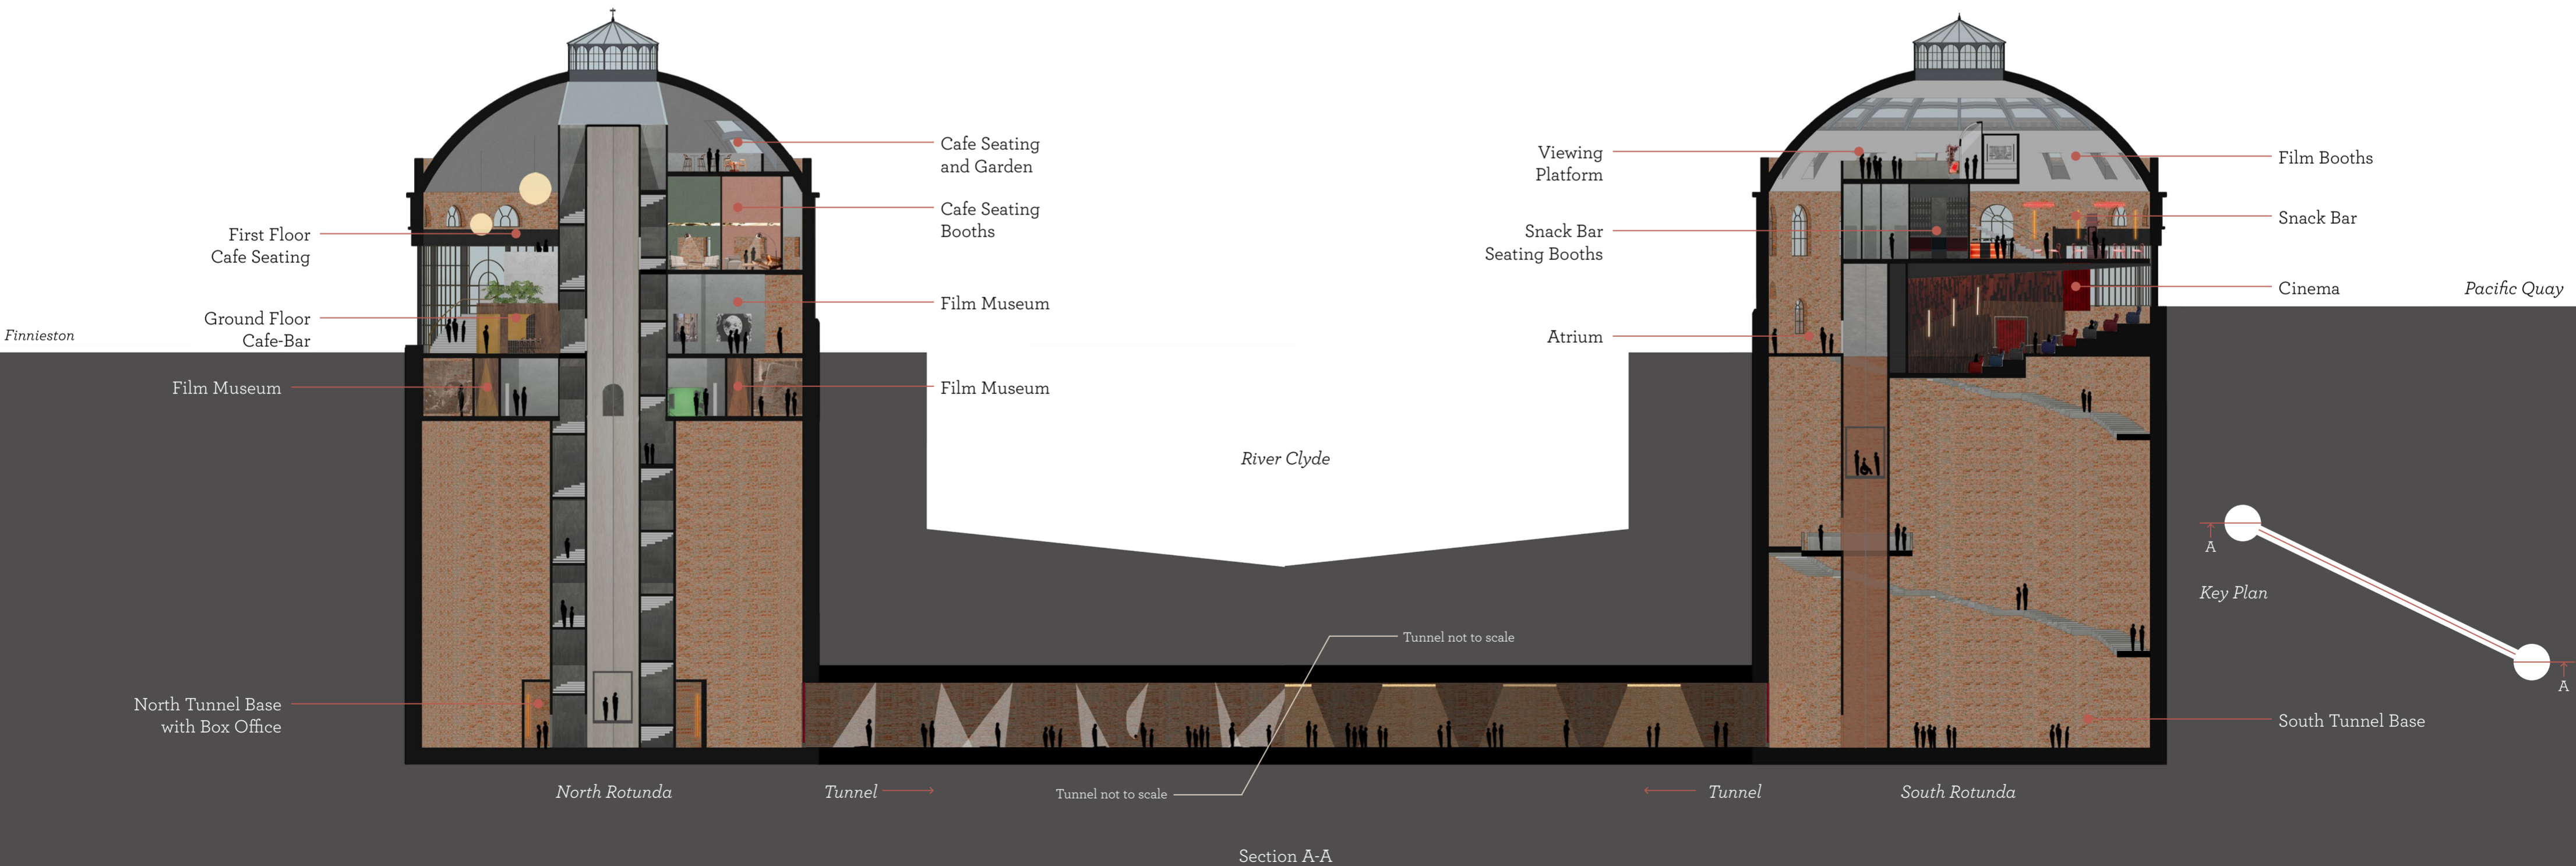 Cafe Seating
and Garden
Cafe Seating
Booths
First Floor
Cafe Seating
Film Museum
Ground Floor
Cafe-Bar
Finnieston
Film Museum
Film Museum
North Tunnel Base
with Box Office
River Clyde
Viewing
Platform
Film Booths
Snack Bar
Snack Bar
Seating Booths
Cinema
Pacific Quay
Atrium
A
Key Plan
A
Tunnel not to scale
South Tunnel Base
North Rotunda
Tunnel
Tunnel not to scale
Tunnel
South Rotunda
Section A-A